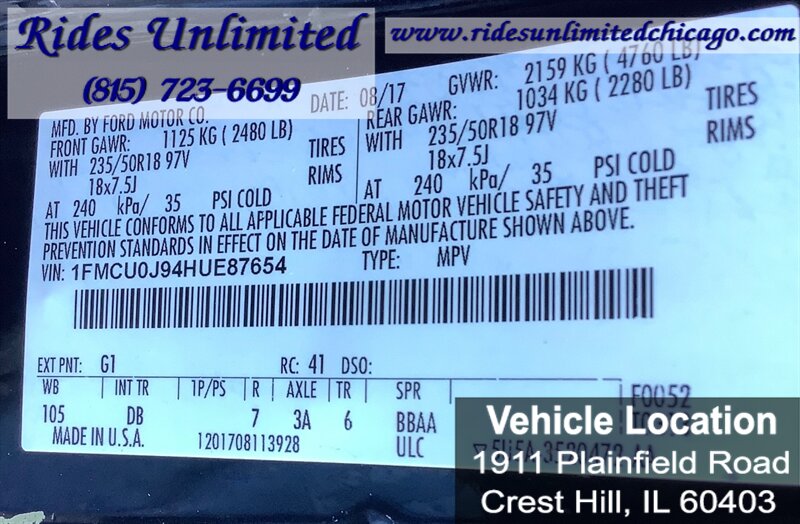 Rides Unlimited
(815) 723-6699
www.ridesunlimitedchicago.com
MFD. BY FORD MOTOR CO.
DATE: 08/17
GVWR: 2159 KG ( 4760 LB)
FRONT GAWR: 1125 KG ( 2480 LB)
REAR GAWR: 1034 KG ( 2280 LB)
WITH 235/50R18 97V TIRES
WITH 235/50R18 97V TIRES
18x7.5J RIMS
18x7.5J RIMS
AT 240 kPa/ 35 PSI COLD
AT 240 kPa/ 35 PSI COLD
THIS VEHICLE CONFORMS TO ALL APPLICABLE FEDERAL MOTOR VEHICLE SAFETY AND THEFT
PREVENTION STANDARDS IN EFFECT ON THE DATE OF MANUFACTURE SHOWN ABOVE.
VIN: 1FMCU0J94HUE87654 TYPE: MPV
EXT PNT: G1 RC: 41 DSO:
WB INT TR TP/PS R AXLE TR SPR
105 DB 7 3A 6 BBAA
F0052
MADE IN U.S.A. 1201708113928 ULC
Vehicle Location
1911 Plainfield Road
Crest Hill, IL 60403